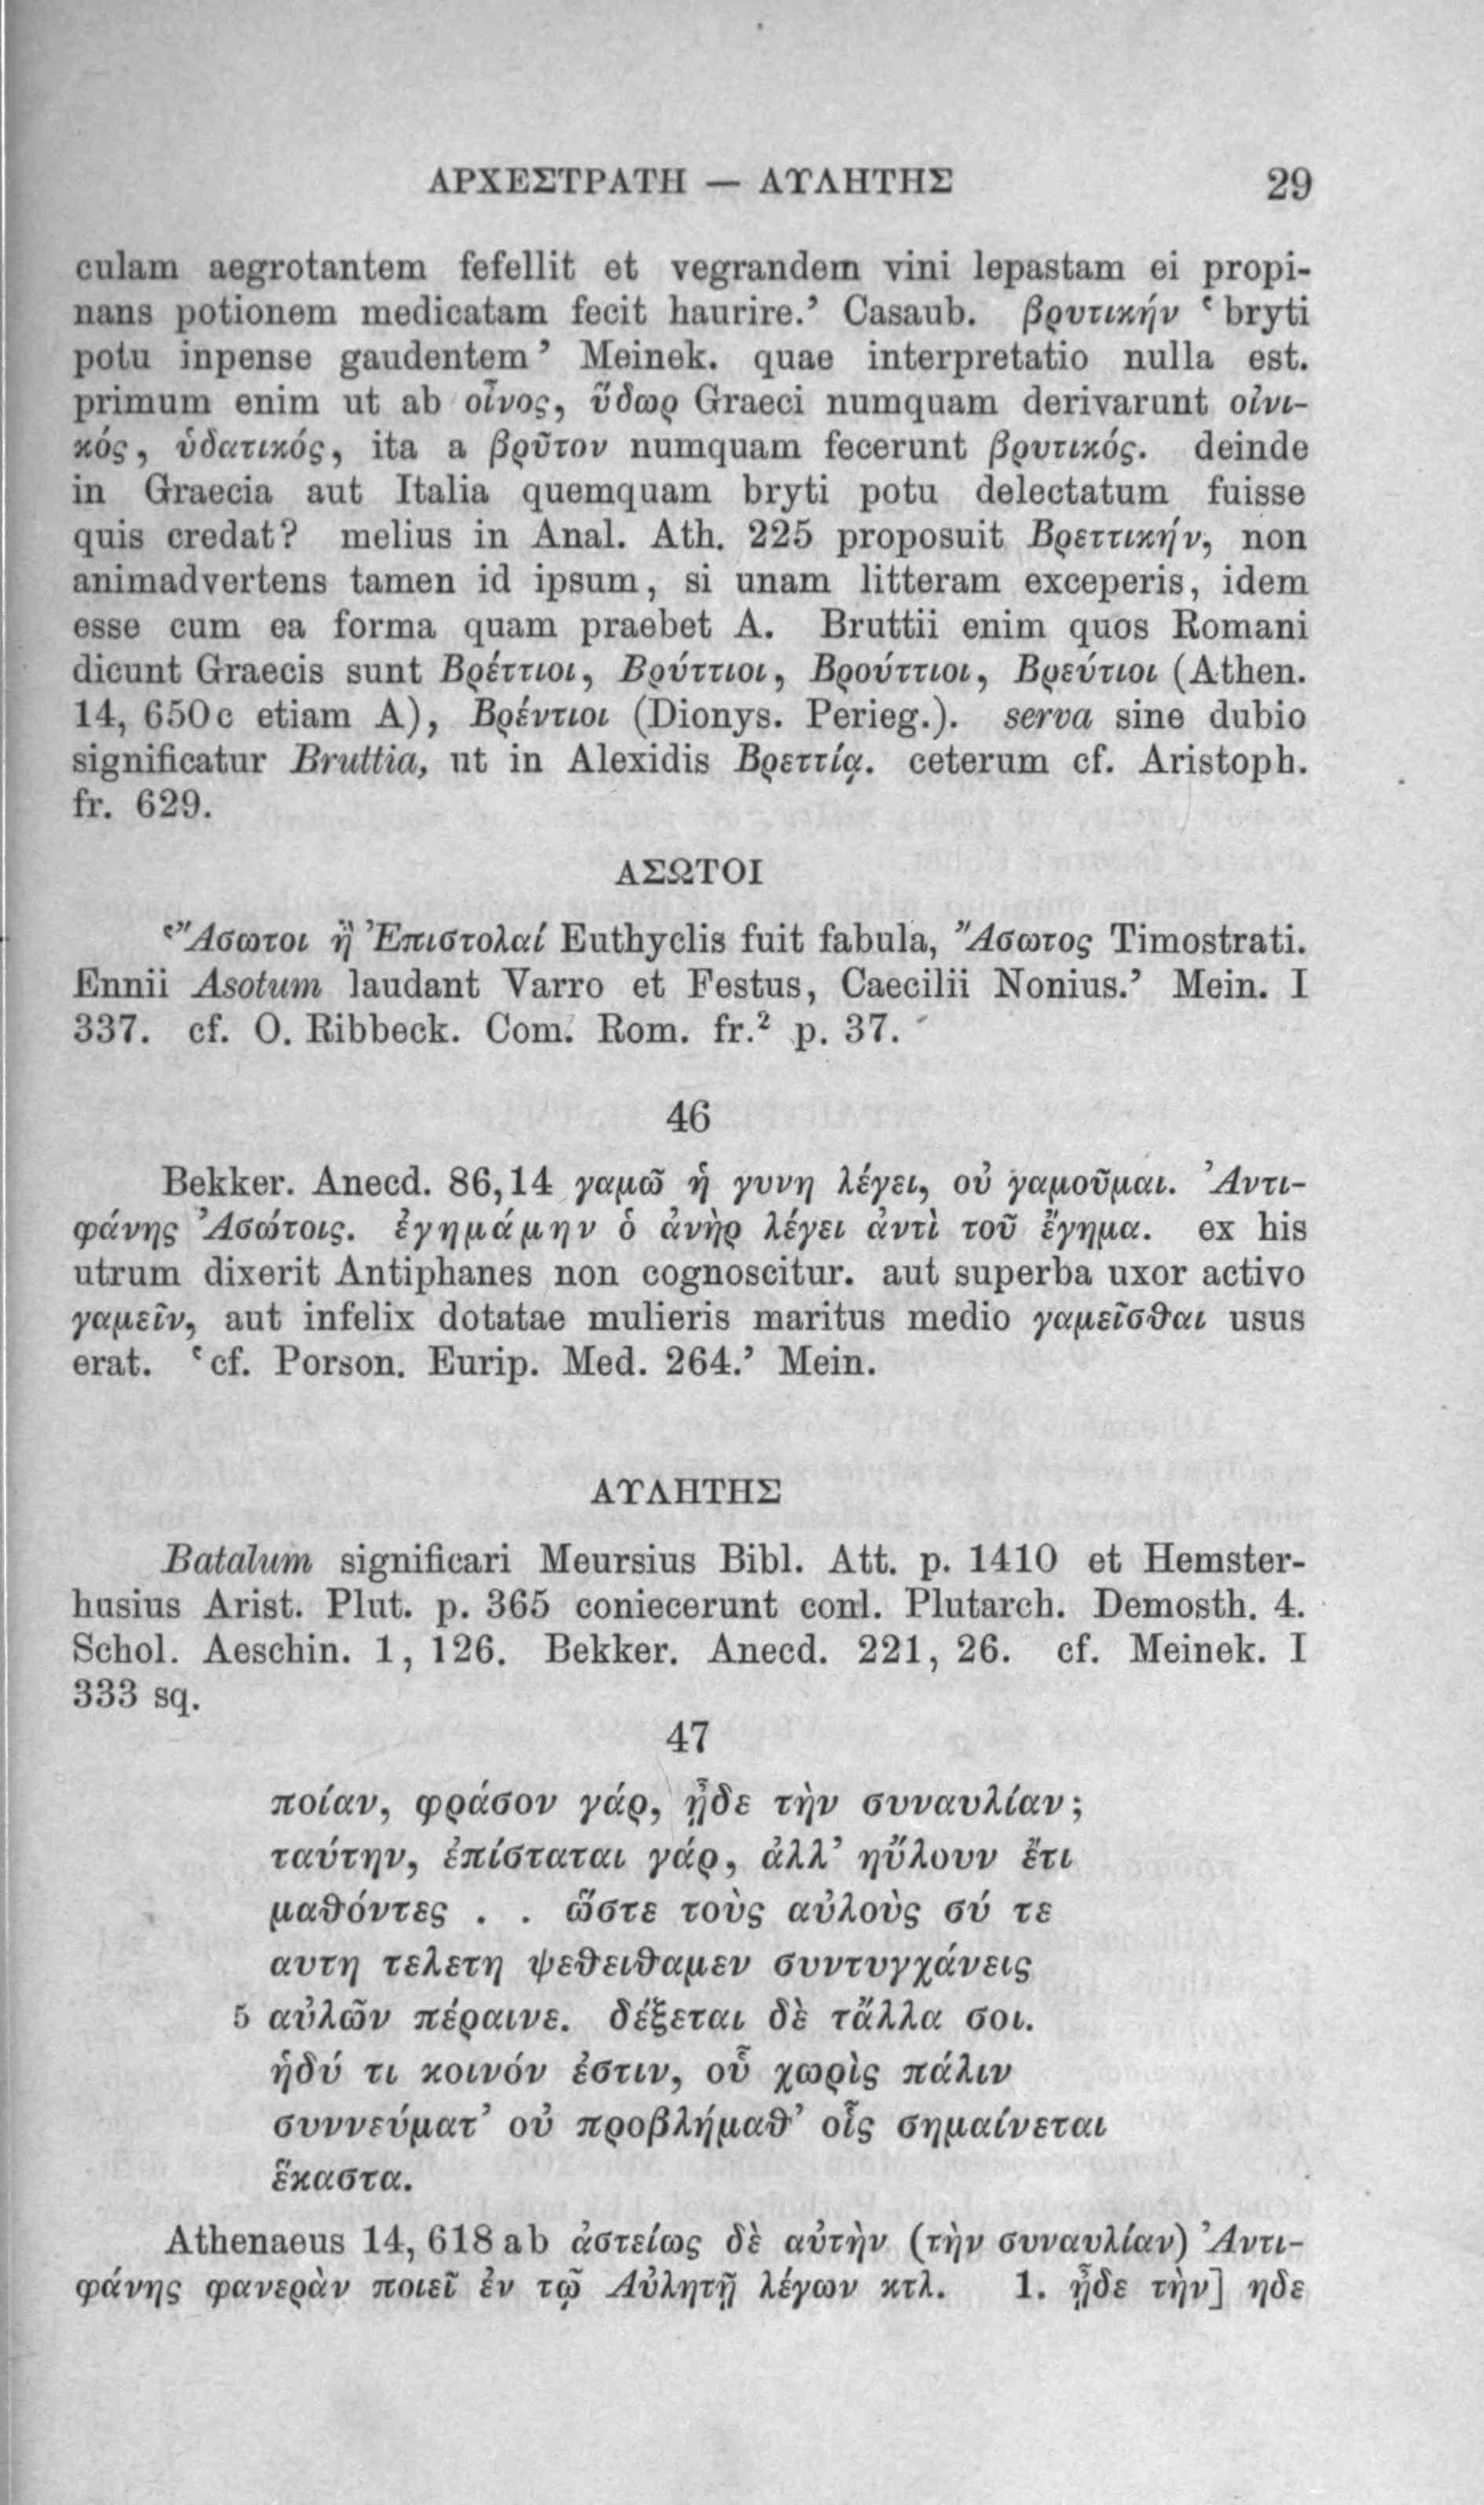 ΑΡΧΕΣΤΡΑΤΗ — ΑΥΛΗΤΗΣ 29
culam aegrotantem fefellit et vegrandem vini lepastam ei propi-
nans potionem medicatam fecit haurire.’ Casaub. βρυτικήν ‘bryti
potu inpense gaudentem’ Meinek. quae interpretatio nulla est.
primum enim ut ab οἶνος, ὕδωρ Graeci numquam derivarunt οἰνι-
κός, ὑδατικός, ita a βρῦτον numquam fecerunt βρυτικός. deinde
in Graecia aut Italia quemquam bryti potu delectatum fuisse
quis credat? melius in Anal. Ath. 225 proposuit Βρεττικήν, non
animadvertens tamen id ipsum, si unam litteram exceperis, idem
esse cum ea forma quam praebet A. Bruttii enim quos Romani
dicunt Graecis sunt Βρέττιοι, Βρύττιοι, Βρούττιοι, Βρεύτιοι (Athen.
14, 650c etiam A), Βρέντιοι (Dionys. Perieg.). serva sine dubio
significatur Bruttia, ut in Alexidis Βρεττίᾳ. ceterum cf. Aristoph.
fr. 629.
ΑΣΩΤΟΙ
‘Ἄσωτοι ἢ Ἐπιστολαί Euthyclis fuit fabula, Ἄσωτος Timostrati.
Ennii Asotum laudant Varro et Festus, Caecilii Nonius.’ Mein. I
337. cf. O. Ribbeck. Com. Rom. fr.² p. 37.
46
Bekker. Anecd. 86,14 γαμῶ ἡ γυνη λέγει, οὐ γαμοῦμαι. Ἀντι-
φάνης Ἀσώτοις. ἐγημάμην ὁ ἀνὴρ λέγει ἀντὶ τοῦ ἔγημα. ex his
utrum dixerit Antiphanes non cognoscitur. aut superba uxor activo
γαμεῖν, aut infelix dotatae mulieris maritus medio γαμεῖσθαι usus
erat. ‘cf. Porson. Eurip. Med. 264.’ Mein.
ΑΥΛΗΤΗΣ
Batalum significari Meursius Bibl. Att. p. 1410 et Hemster-
husius Arist. Plut. p. 365 coniecerunt conl. Plutarch. Demosth. 4.
Schol. Aeschin. 1, 126. Bekker. Anecd. 221, 26. cf. Meinek. I
333 sq.
47
ποίαν, φράσον γάρ, ᾖδε τὴν συναυλίαν;
ταύτην, ἐπίσταται γάρ, ἀλλ’ ηὔλουν ἔτι
μαθόντες . . ὥστε τοὺς αὐλοὺς σύ τε
αυτη τελετη ψεθειθαμεν συντυγχάνεις
5 αὐλῶν πέραινε. δέξεται δὲ τἄλλα σοι.
ἡδύ τι κοινόν ἐστιν, οὗ χωρὶς πάλιν
συννεύματ’ οὐ προβλήμαθ’ οἷς σημαίνεται
ἕκαστα.
Athenaeus 14, 618 ab ἀστείως δὲ αὐτὴν (τὴν συναυλίαν) Ἀντι-
φάνης φανερὰν ποιεῖ ἐν τῷ Αὐλητῇ λέγων κτλ. 1. ᾖδε τὴν] ηδε